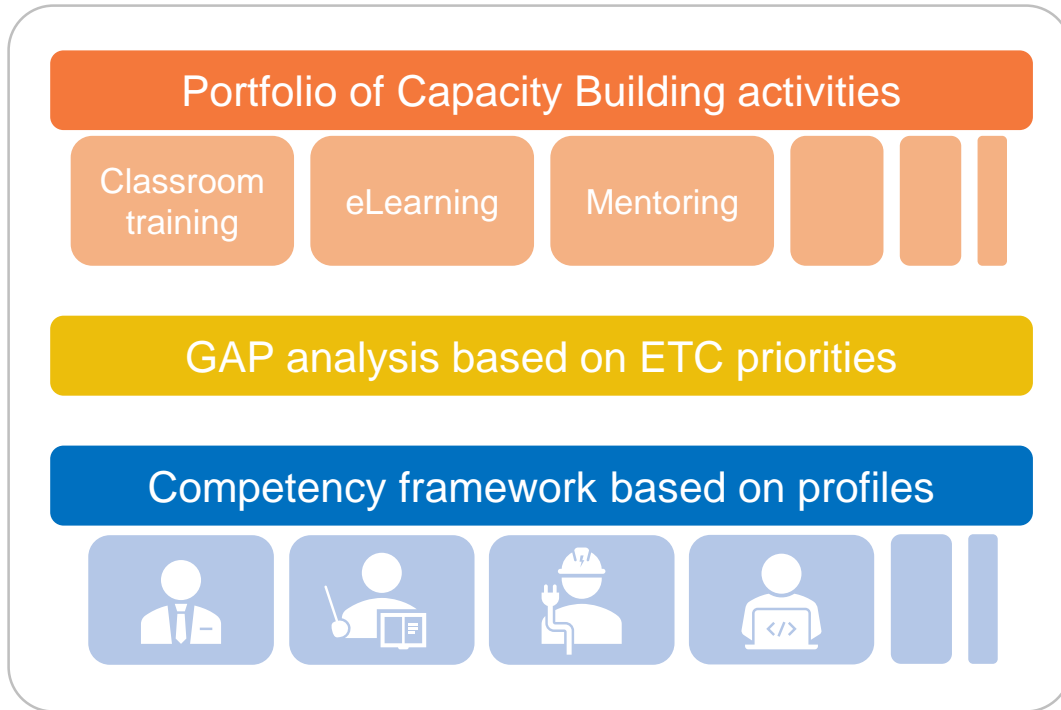 Portfolio of Capacity Building activities
Classroom
training
eLearning
Mentoring
GAP analysis based on ETC priorities
Competency framework based on profiles
</>